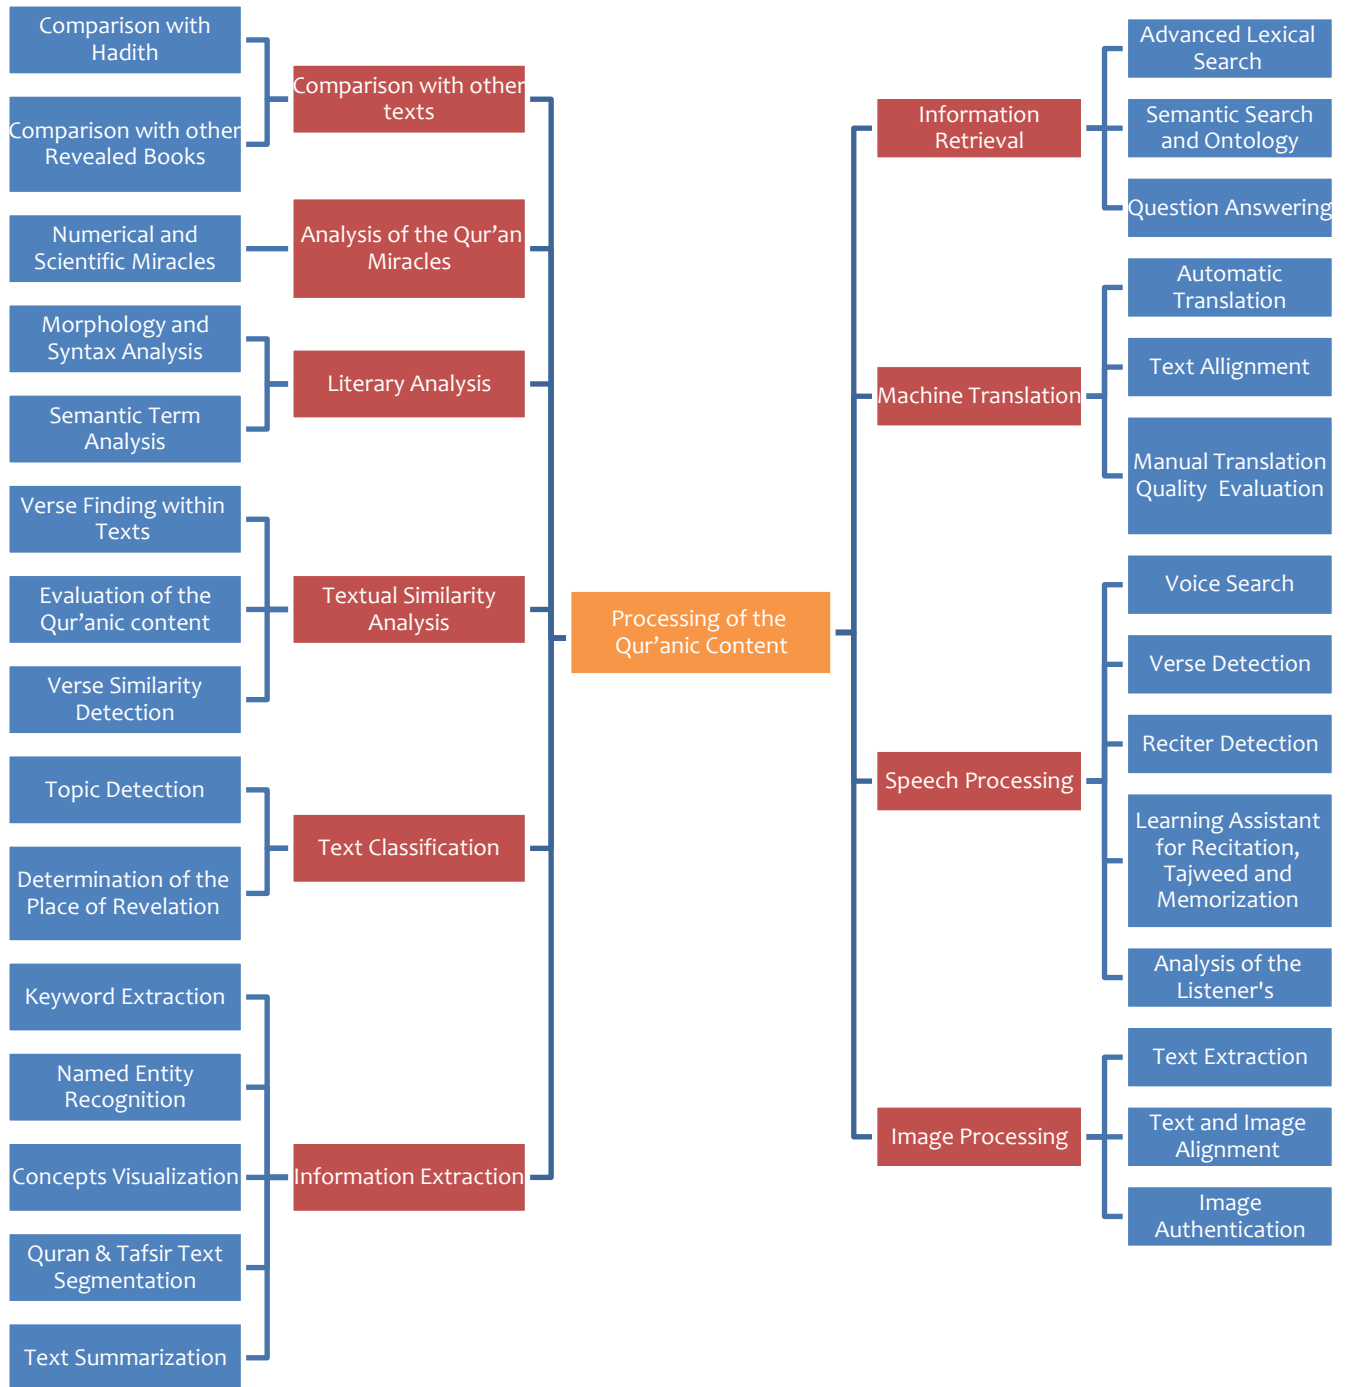 Comparison with
Hadith
Comparison with other
Revealed Books
Comparison with other
texts
Numerical and
Scientific Miracles
Analysis of the Qur’an
Miracles
Morphology and
Syntax Analysis
Semantic Term
Analysis
Literary Analysis
Verse Finding within
Texts
Evaluation of the
Qur’anic content
Verse Similarity
Detection
Textual Similarity
Analysis
Topic Detection
Determination of the
Place of Revelation
Text Classification
Keyword Extraction
Named Entity
Recognition
Concepts Visualization
Quran & Tafsir Text
Segmentation
Text Summarization
Information Extraction
Processing of the
Qur’anic Content
Information
Retrieval
Advanced Lexical
Search
Semantic Search
and Ontology
Question Answering
Machine Translation
Automatic
Translation
Text Allignment
Manual Translation
Quality Evaluation
Speech Processing
Voice Search
Verse Detection
Reciter Detection
Learning Assistant
for Recitation,
Tajweed and
Memorization
Analysis of the
Listener's
Image Processing
Text Extraction
Text and Image
Alignment
Image
Authentication